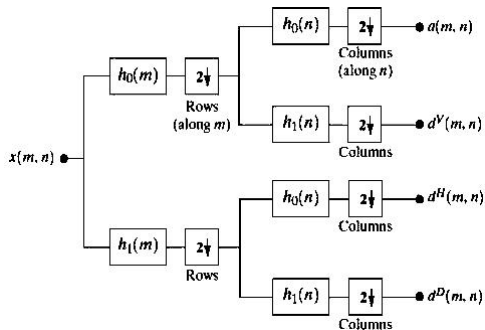 h₀(n) 2↓ a(m, n)
Columns
(along n)
h₀(m) 2↓
Rows
(along m)
h₁(n) 2↓ dⱽ(m, n)
Columns
x(m, n)
h₀(n) 2↓ dᴴ(m, n)
Columns
h₁(m) 2↓
Rows
h₁(n) 2↓ dᴰ(m, n)
Columns